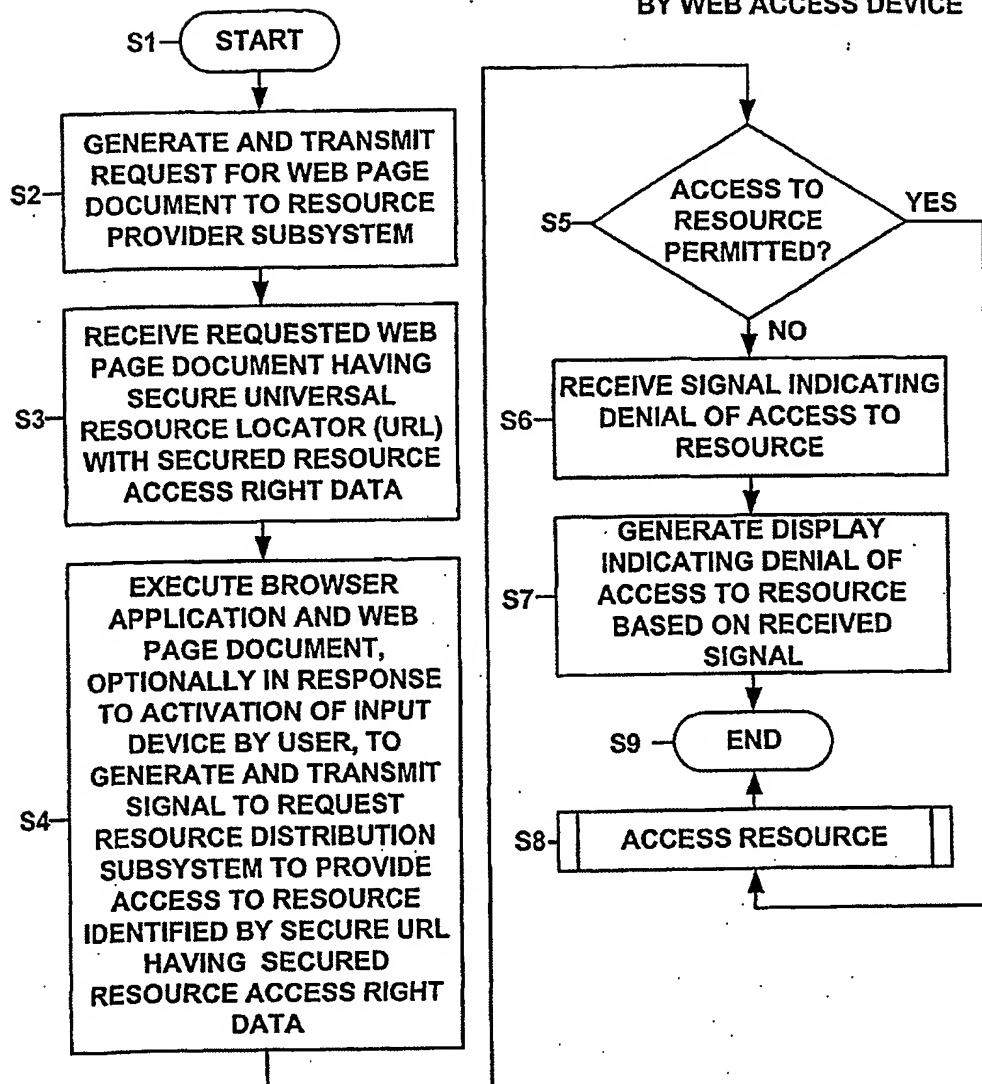 BY WEB ACCESS DEVICE
S1
START
S2
GENERATE AND TRANSMIT
REQUEST FOR WEB PAGE
DOCUMENT TO RESOURCE
PROVIDER SUBSYSTEM
S3
RECEIVE REQUESTED WEB
PAGE DOCUMENT HAVING
SECURE UNIVERSAL
RESOURCE LOCATOR (URL)
WITH SECURED RESOURCE
ACCESS RIGHT DATA
S4
EXECUTE BROWSER
APPLICATION AND WEB
PAGE DOCUMENT,
OPTIONALLY IN RESPONSE
TO ACTIVATION OF INPUT
DEVICE BY USER, TO
GENERATE AND TRANSMIT
SIGNAL TO REQUEST
RESOURCE DISTRIBUTION
SUBSYSTEM TO PROVIDE
ACCESS TO RESOURCE
IDENTIFIED BY SECURE URL
HAVING SECURED
RESOURCE ACCESS RIGHT
DATA
S5
ACCESS TO
RESOURCE
PERMITTED?
YES
NO
S6
RECEIVE SIGNAL INDICATING
DENIAL OF ACCESS TO
RESOURCE
S7
GENERATE DISPLAY
INDICATING DENIAL OF
ACCESS TO RESOURCE
BASED ON RECEIVED
SIGNAL
S9
END
S8
ACCESS RESOURCE